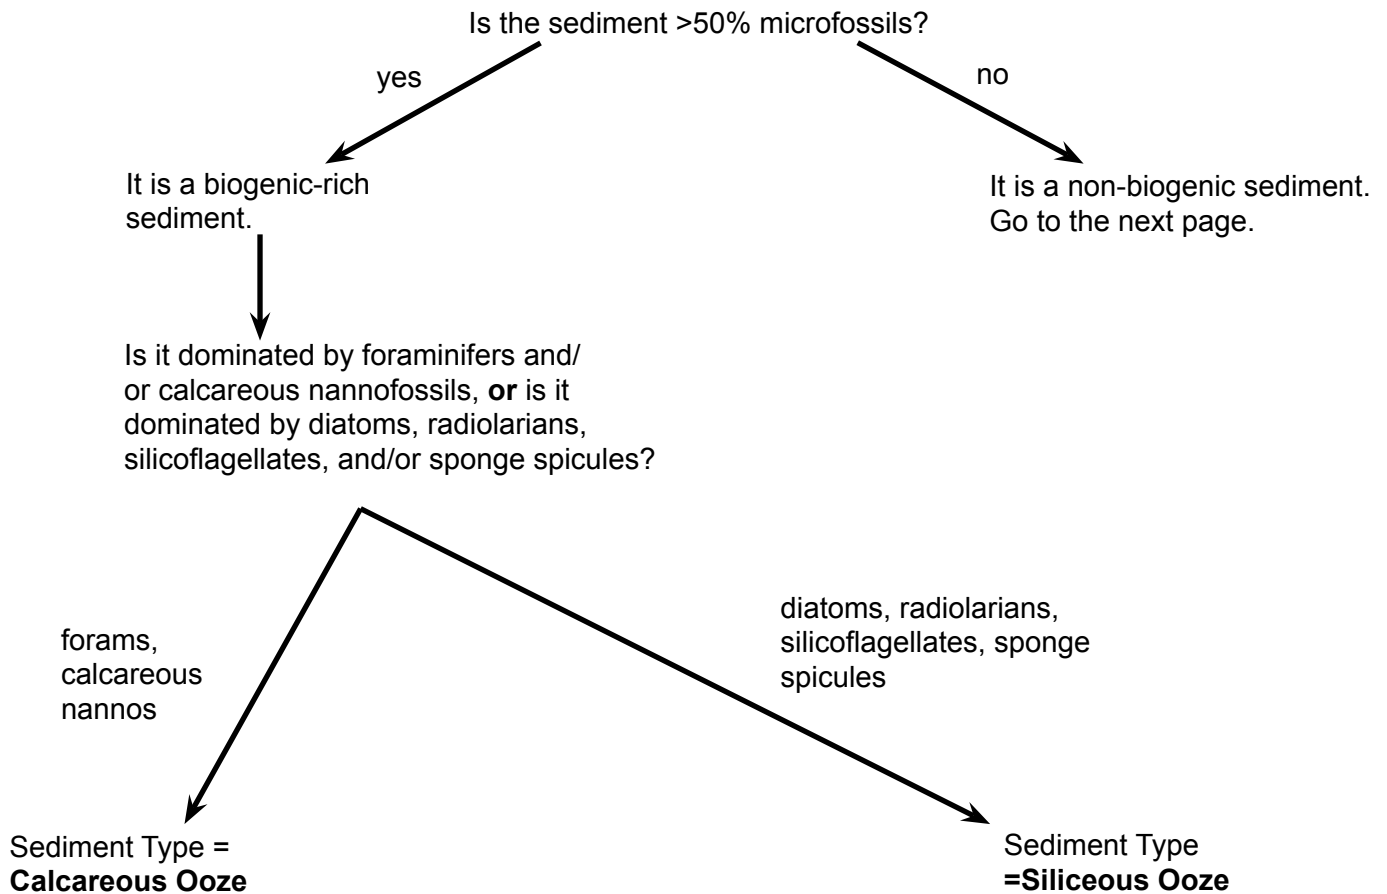 Is the sediment >50% microfossils?
yes
no
It is a biogenic-rich
sediment.
It is a non-biogenic sediment.
Go to the next page.
Is it dominated by foraminifers and/
or calcareous nannofossils, or is it
dominated by diatoms, radiolarians,
silicoflagellates, and/or sponge spicules?
forams,
calcareous
nannos
diatoms, radiolarians,
silicoflagellates, sponge
spicules
Sediment Type =
Calcareous Ooze
Sediment Type
=Siliceous Ooze